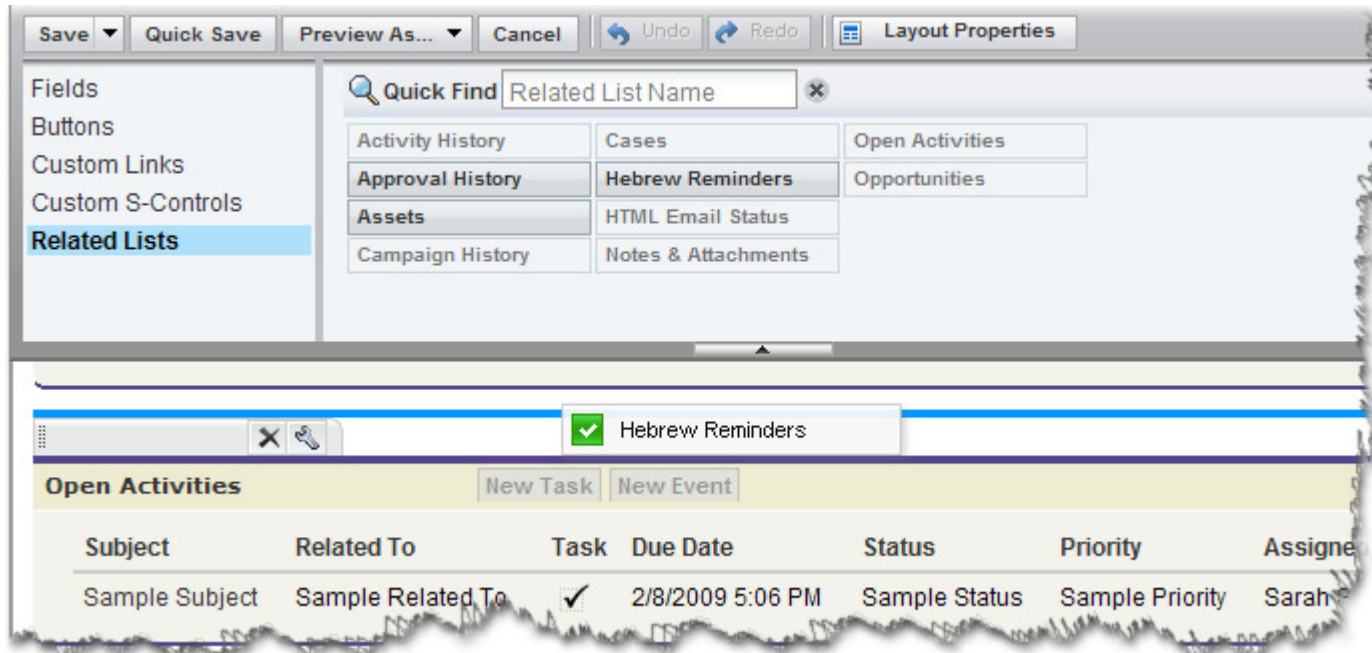 Save Quick Save Preview As... Cancel Undo Redo Layout Properties
Fields
Buttons
Custom Links
Custom S-Controls
Related Lists
Quick Find Related List Name
Activity History Cases Open Activities
Approval History Hebrew Reminders Opportunities
Assets HTML Email Status
Campaign History Notes & Attachments
Hebrew Reminders
Open Activities New Task New Event
Subject Related To Task Due Date Status Priority Assigne
Sample Subject Sample Related To 2/8/2009 5:06 PM Sample Status Sample Priority Sarah